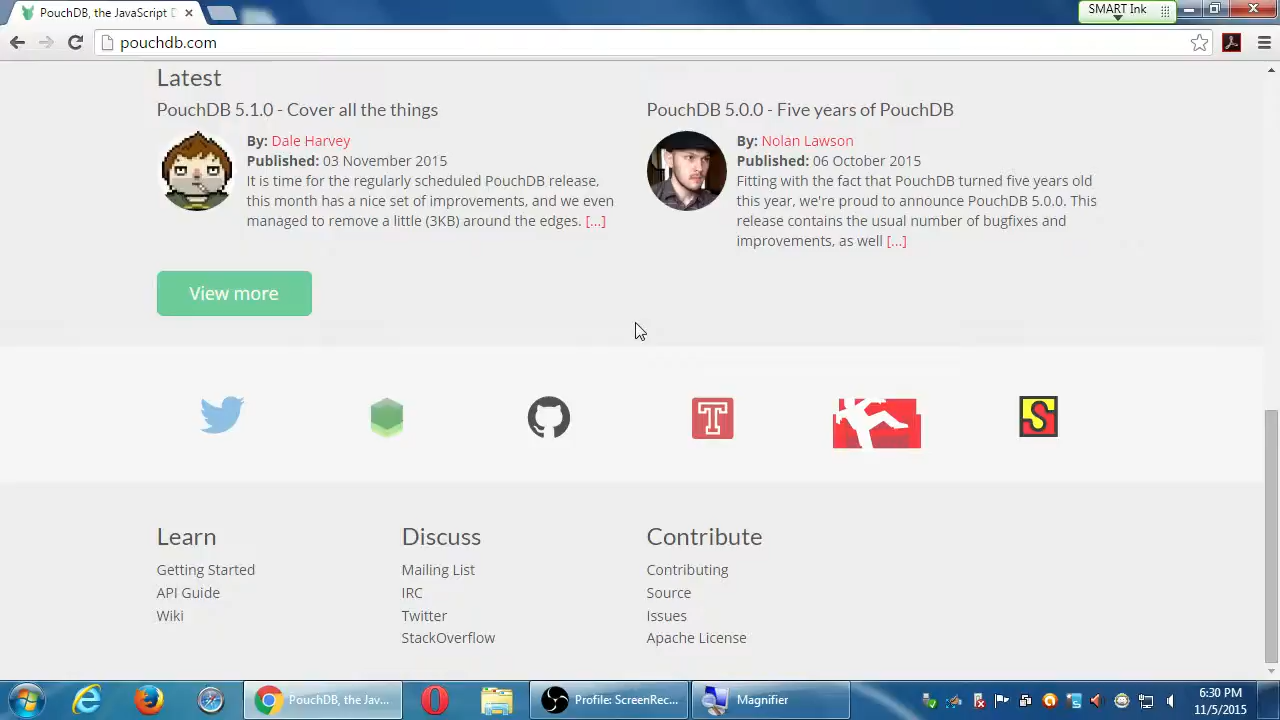 PouchDB, the JavaScript D
SMART Ink
pouchdb.com
Latest
PouchDB 5.1.0 - Cover all the things
By: Dale Harvey
Published: 03 November 2015
It is time for the regularly scheduled PouchDB release,
this month has a nice set of improvements, and we even
managed to remove a little (3KB) around the edges. [...]
PouchDB 5.0.0 - Five years of PouchDB
By: Nolan Lawson
Published: 06 October 2015
Fitting with the fact that PouchDB turned five years old
this year, we're proud to announce PouchDB 5.0.0. This
release contains the usual number of bugfixes and
improvements, as well [...]
View more
Learn
Getting Started
API Guide
Wiki
Discuss
Mailing List
IRC
Twitter
StackOverflow
Contribute
Contributing
Source
Issues
Apache License
PouchDB, the Jav...
Profile: ScreenRec...
Magnifier
6:30 PM
11/5/2015